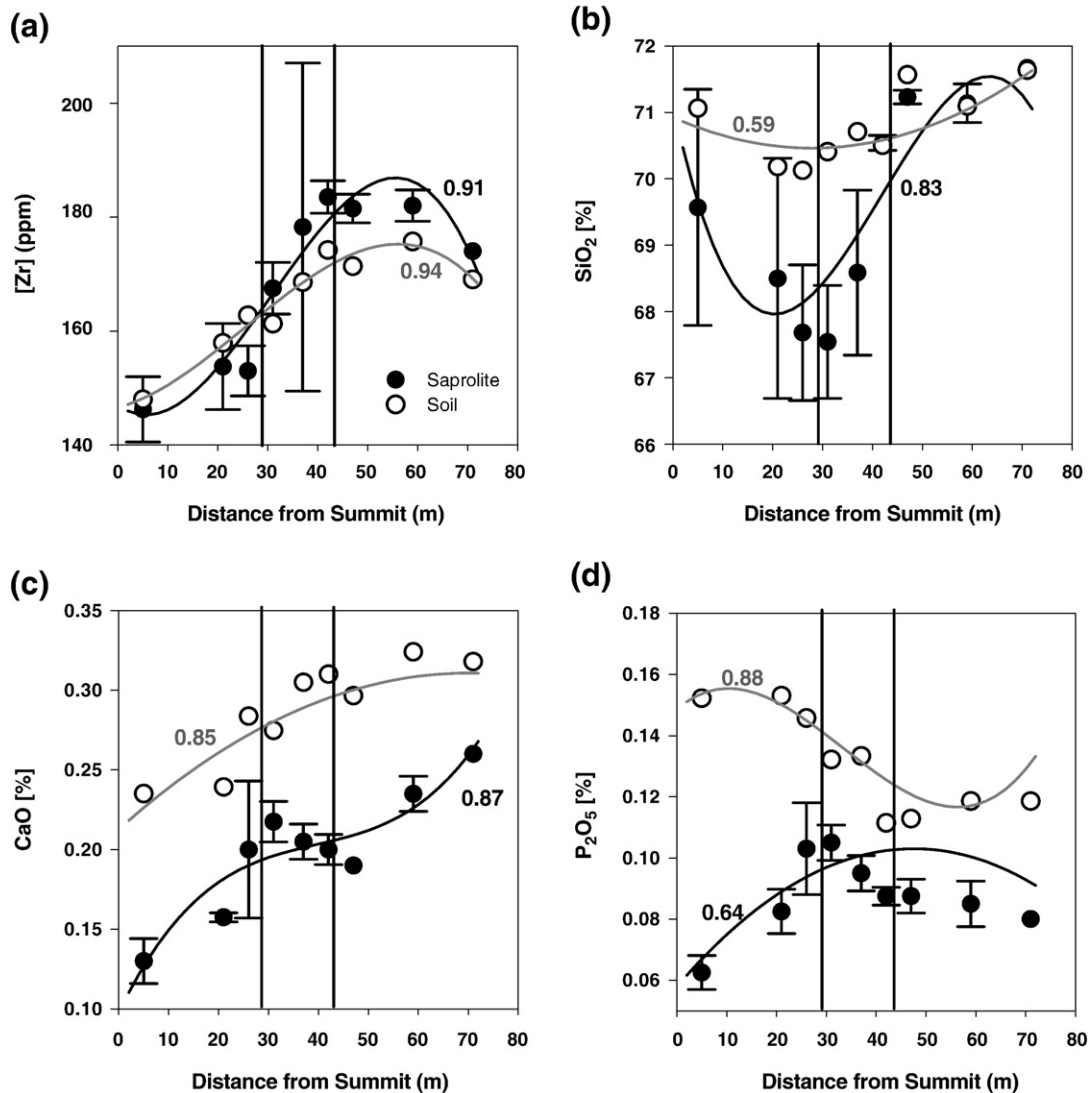 (a)
[Zr] (ppm)
200
180
160
140
0.91
0.94
Saprolite
Soil
0 10 20 30 40 50 60 70 80
Distance from Summit (m)
(b)
SiO2 [%]
72
71
70
69
68
67
66
0.59
0.83
0 10 20 30 40 50 60 70 80
Distance from Summit (m)
(c)
CaO [%]
0.35
0.30
0.25
0.20
0.15
0.10
0.85
0.87
0 10 20 30 40 50 60 70 80
Distance from Summit (m)
(d)
P2O5 [%]
0.18
0.16
0.14
0.12
0.10
0.08
0.06
0.88
0.64
0 10 20 30 40 50 60 70 80
Distance from Summit (m)